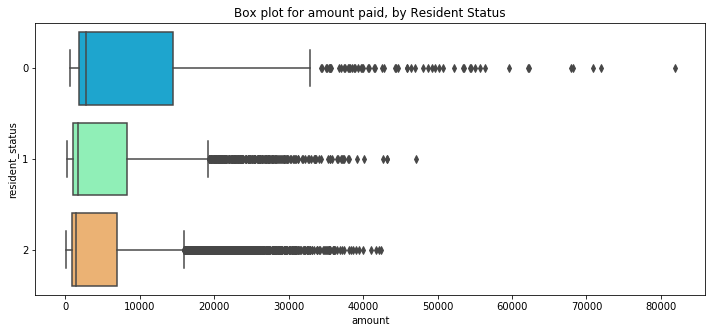 Box plot for amount paid, by Resident Status
resident_status
0
1
2
0 10000 20000 30000 40000 50000 60000 70000 80000
amount